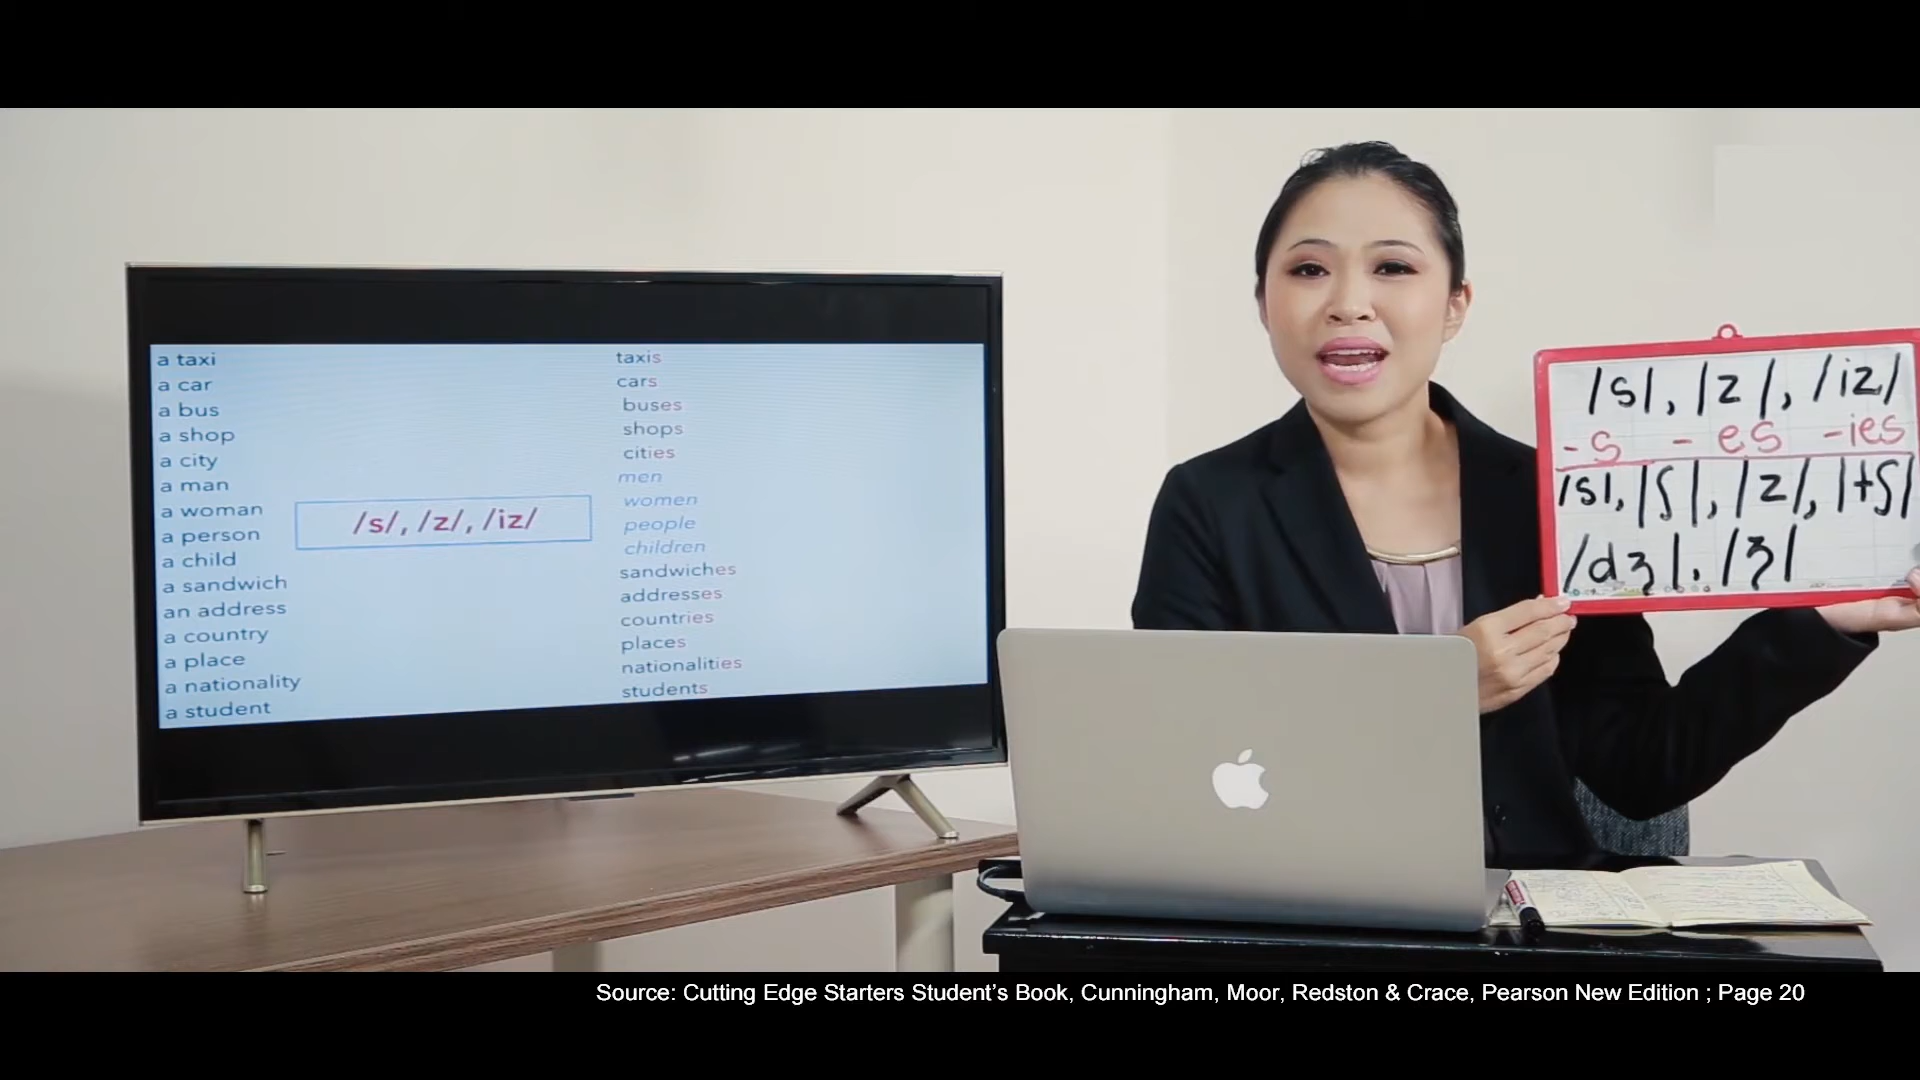 a taxi
a car
a bus
a shop
a city
a man
a woman
a person
a child
a sandwich
an address
a country
a place
a nationality
a student
/s/, /z/, /iz/
taxis
cars
buses
shops
cities
men
women
people
children
sandwiches
addresses
countries
places
nationalities
students
/s/, /z/, /iz/
-s -es -ies
/s/, /ʃ/, /z/, /tʃ/
/dʒ/, /ʒ/
Source: Cutting Edge Starters Student’s Book, Cunningham, Moor, Redston & Crace, Pearson New Edition ; Page 20